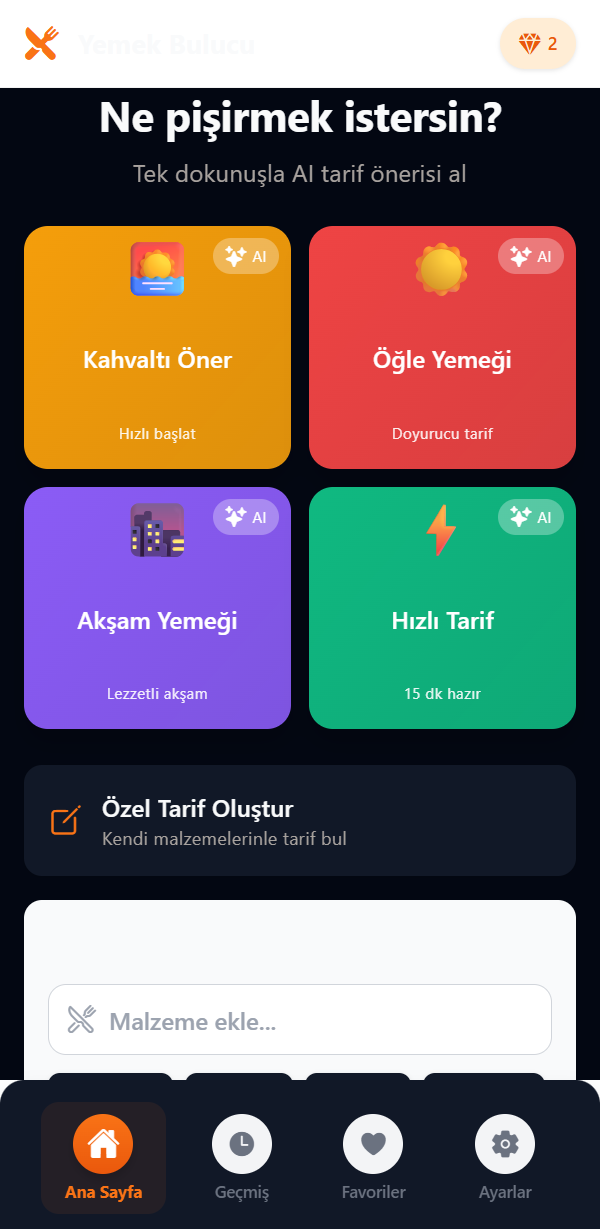 Yemek Bulucu
2
Ne pişirmek istersin?
Tek dokunuşla AI tarif önerisi al
AI
Kahvaltı Öner
Hızlı başlat
AI
Öğle Yemeği
Doyurucu tarif
AI
Akşam Yemeği
Lezzetli akşam
AI
Hızlı Tarif
15 dk hazır
Özel Tarif Oluştur
Kendi malzemelerinle tarif bul
Malzeme ekle...
Ana Sayfa
Geçmiş
Favoriler
Ayarlar